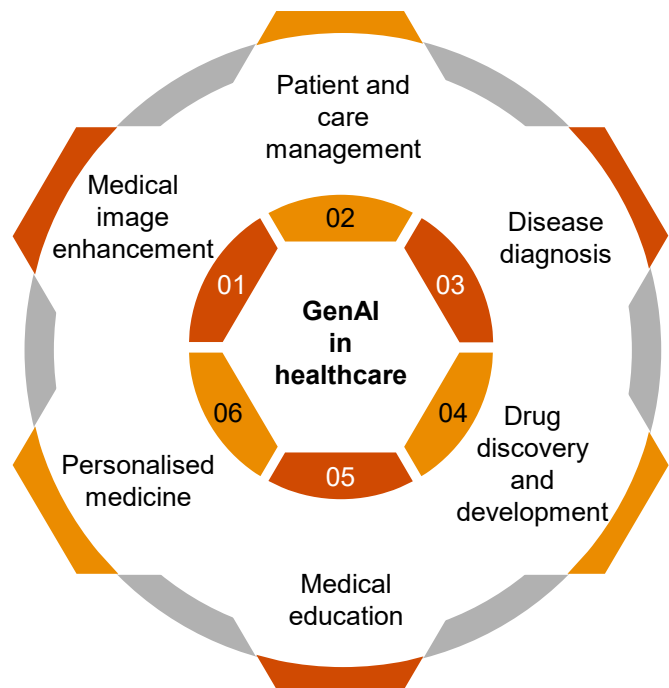 Patient and
care
management
Medical
image
enhancement
Disease
diagnosis
02
01
03
GenAI
in
healthcare
06
04
05
Personalised
medicine
Drug
discovery
and
development
Medical
education